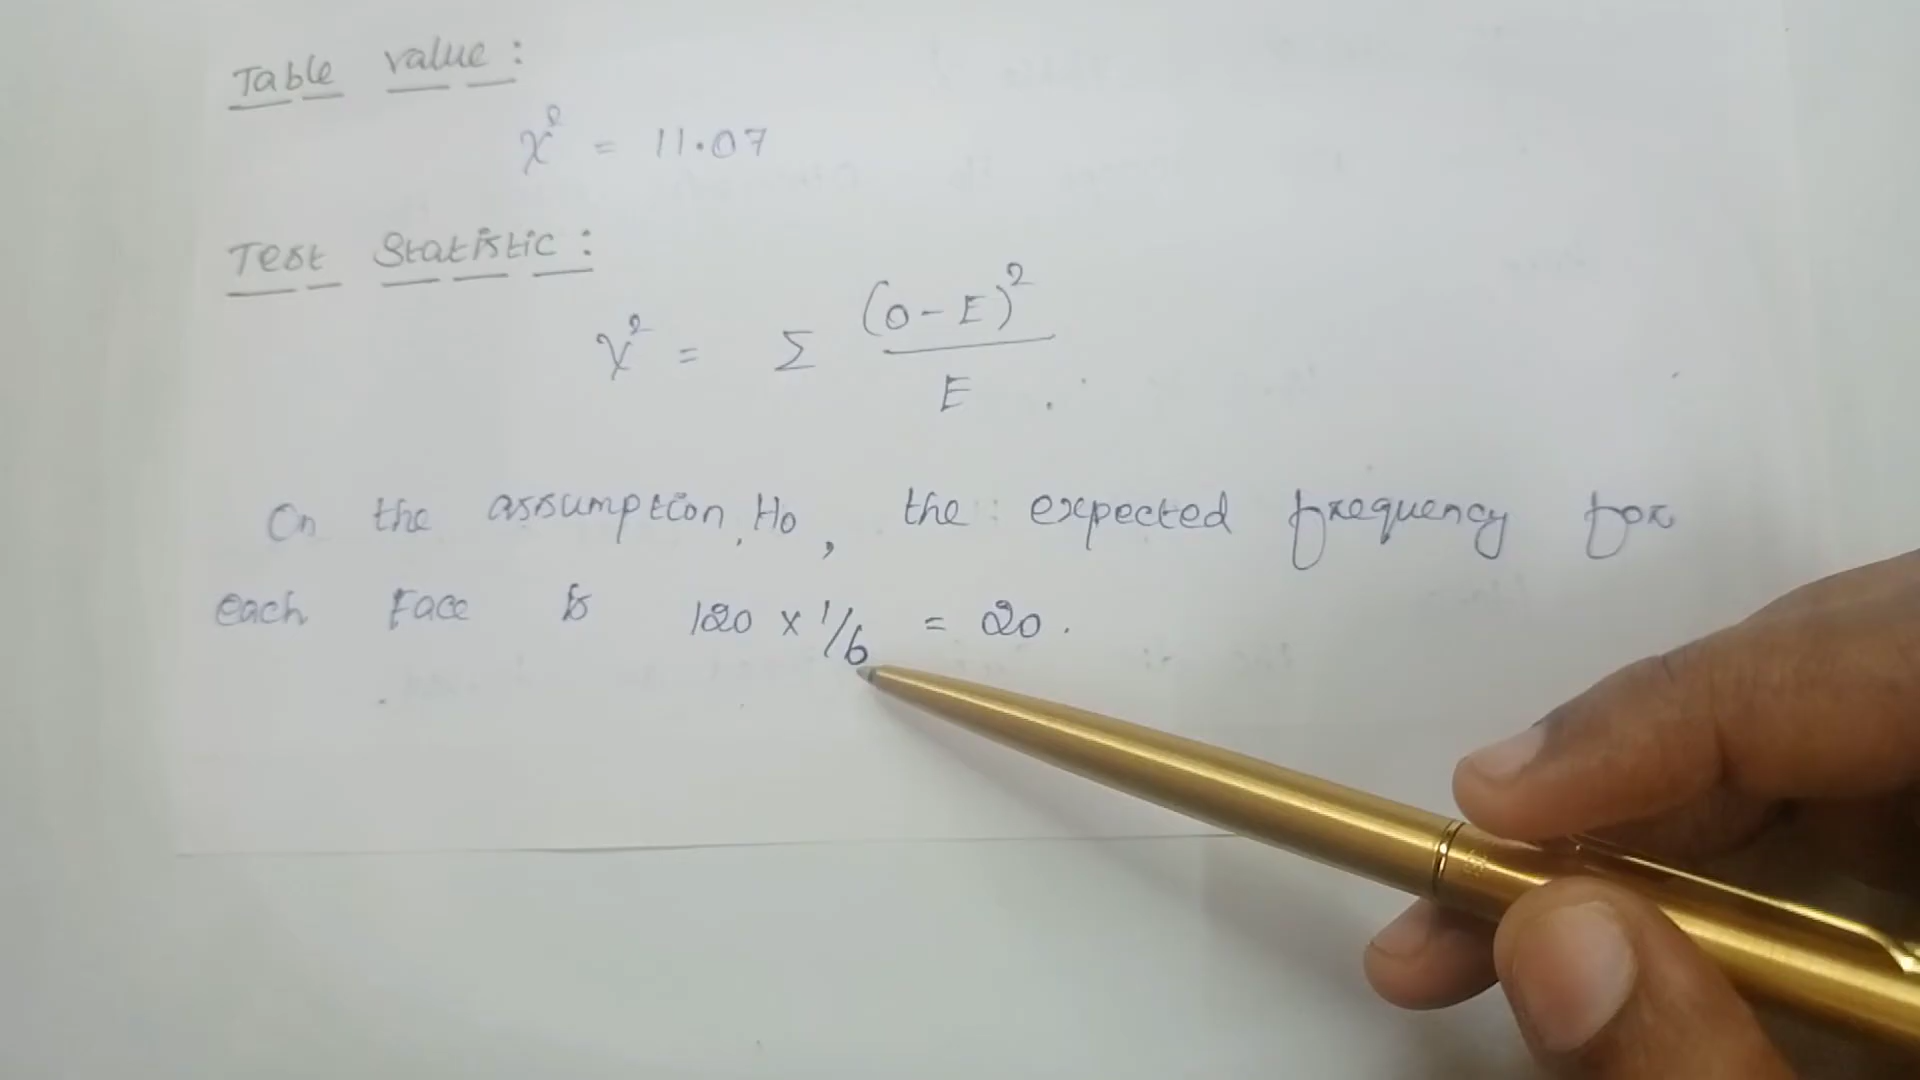 Table value :
χ² = 11.07
Test Statistic :
χ² = Σ (O - E)² / E .
On the assumption H₀, the expected frequency for
each face is 120 x 1/6 = 20 .